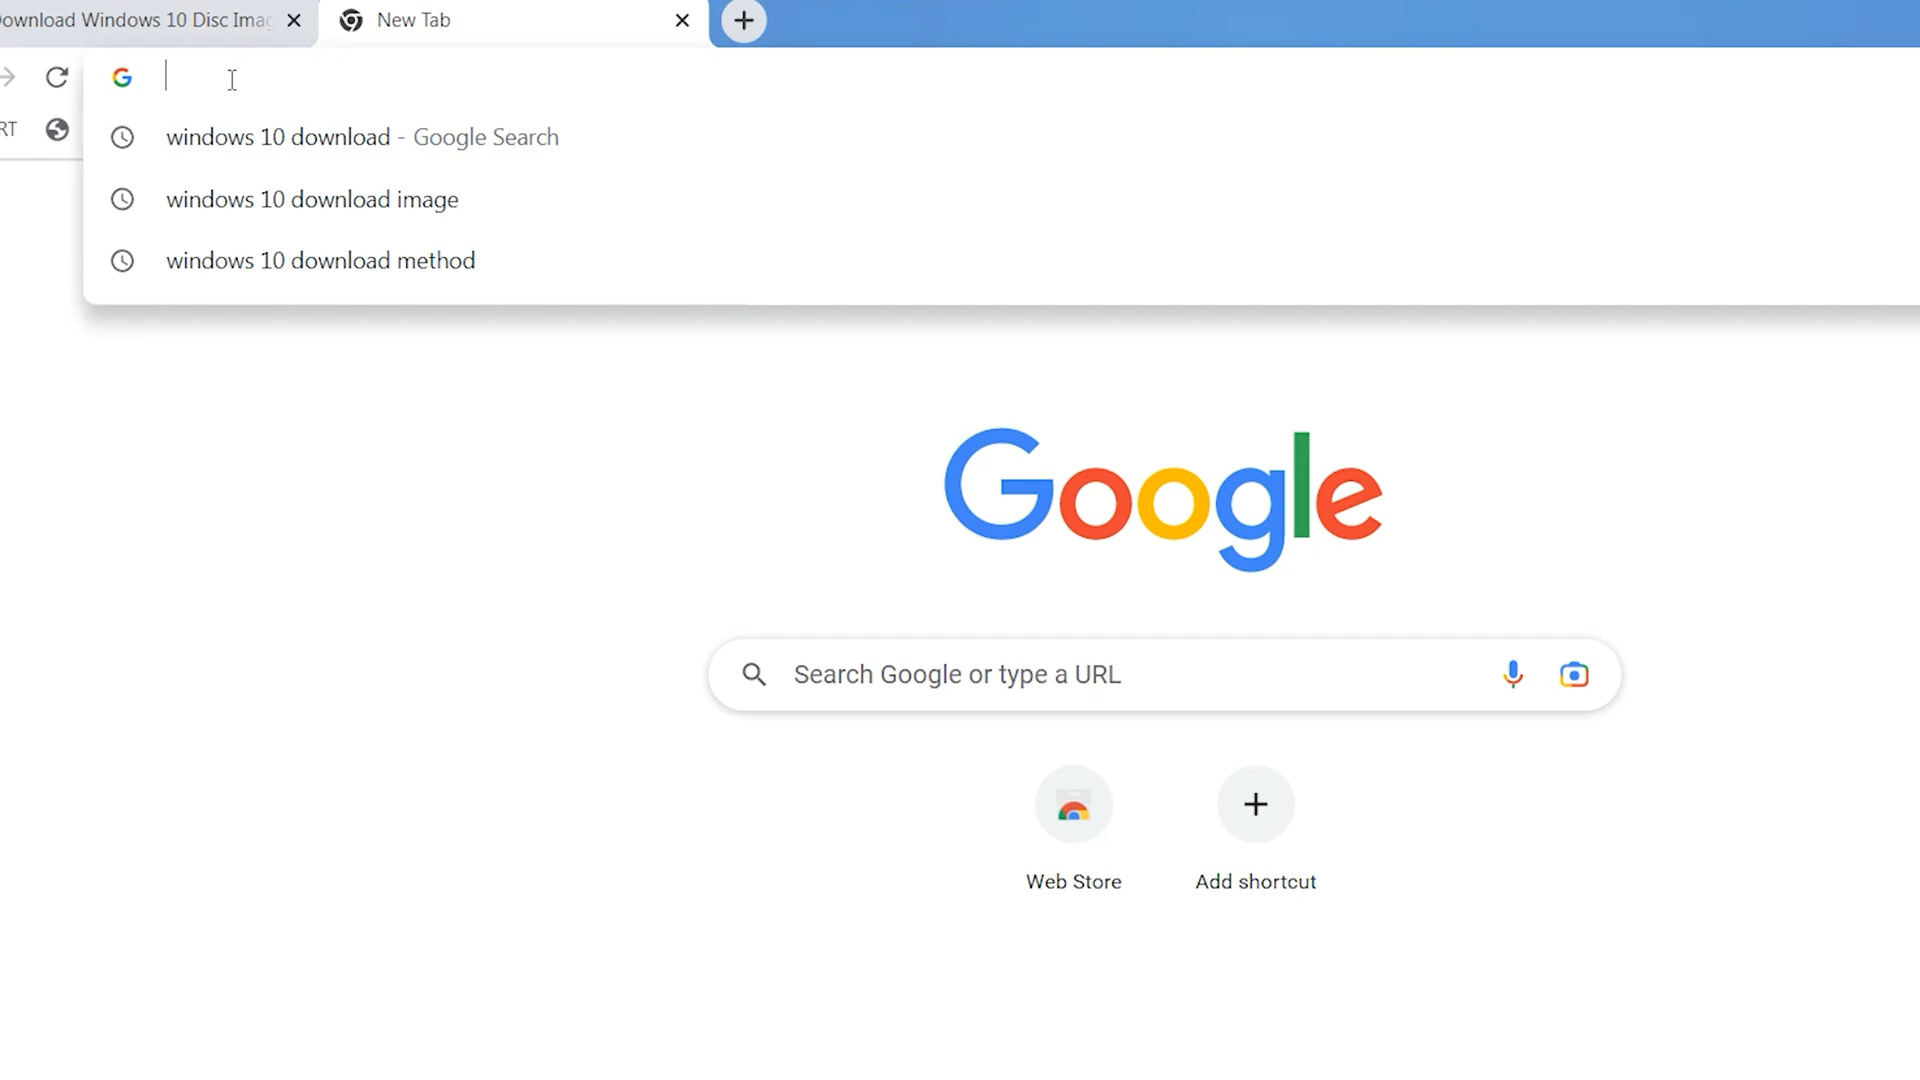 ownload Windows 10 Disc Imag
New Tab
RT
windows 10 download - Google Search
windows 10 download image
windows 10 download method
Google
Search Google or type a URL
Web Store
Add shortcut